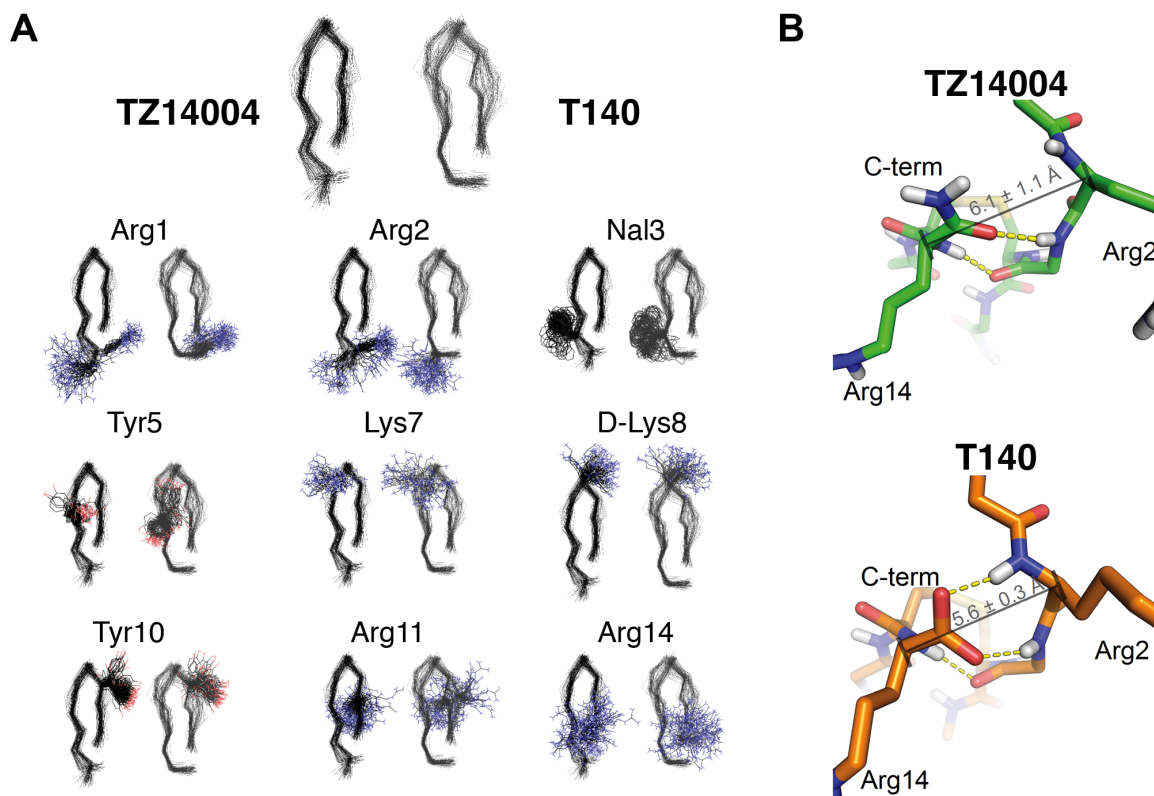 A
TZ14004
T140
Arg1
Arg2
Nal3
Tyr5
Lys7
D-Lys8
Tyr10
Arg11
Arg14
B
TZ14004
C-term
6.1 ± 1.1 Å
Arg2
Arg14
T140
C-term
5.6 ± 0.3 Å
Arg2
Arg14